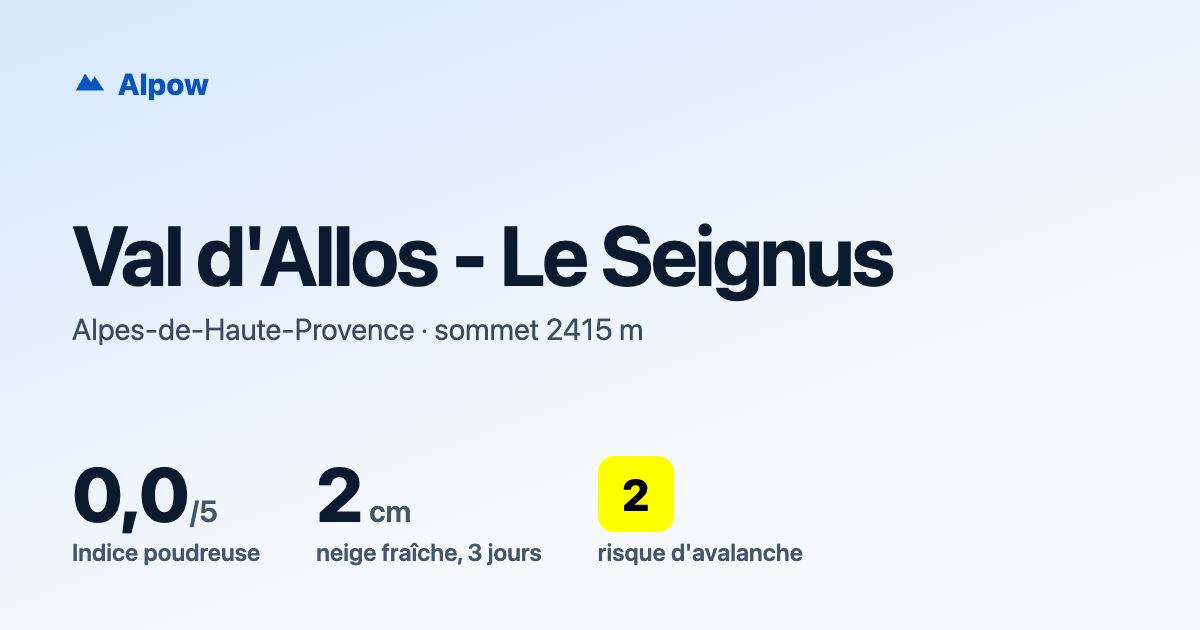 Alpow
Val d'Allos - Le Seignus
Alpes-de-Haute-Provence · sommet 2415 m
0,0/5
Indice poudreuse
2 cm
neige fraîche, 3 jours
2
risque d'avalanche